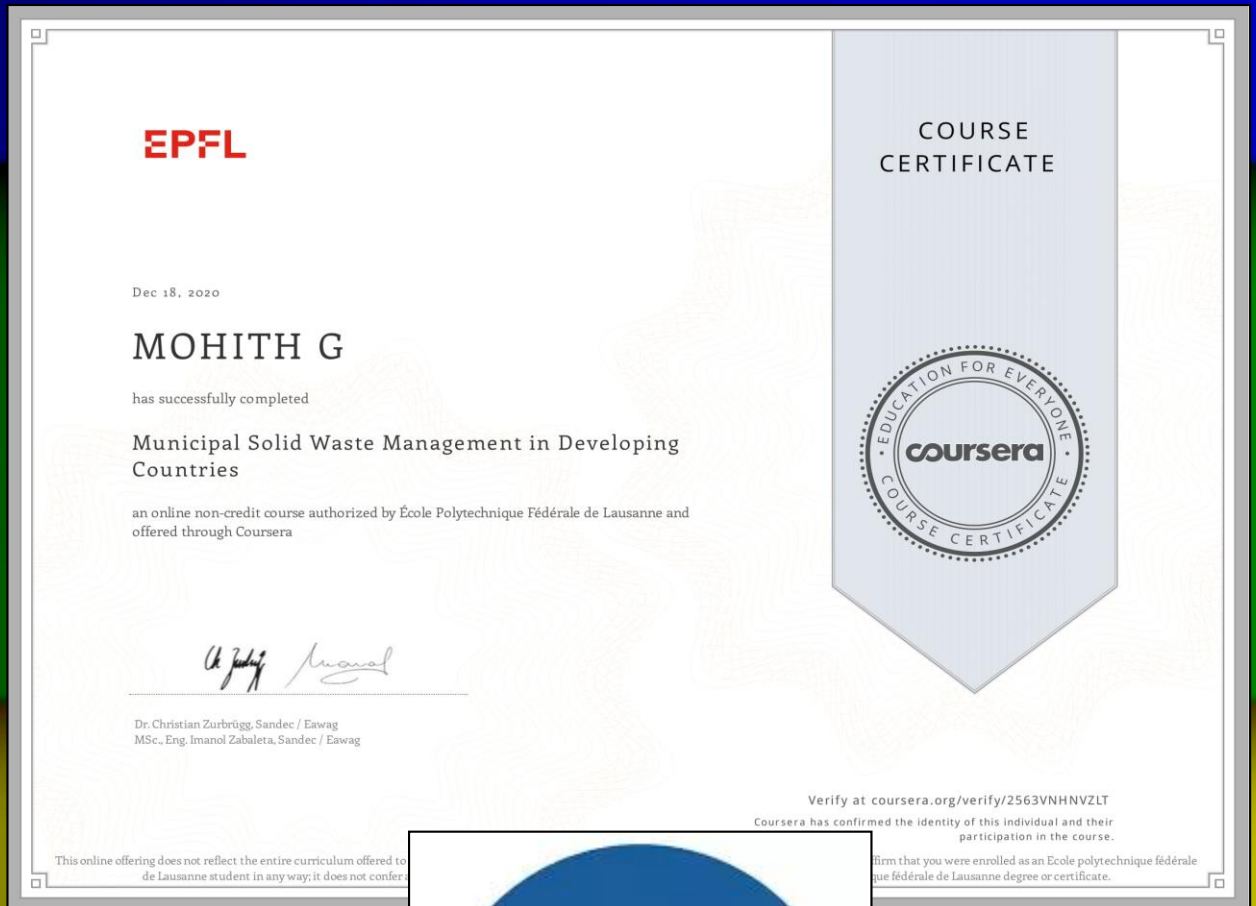 EPFL
COURSE
CERTIFICATE
Dec 18, 2020
MOHITH G
has successfully completed
Municipal Solid Waste Management in Developing
Countries
an online non-credit course authorized by École Polytechnique Fédérale de Lausanne and
offered through Coursera
EDUCATION FOR EVERYONE
coursera
COURSE CERTIFICATE
Dr. Christian Zurbrügg, Sandec / Eawag
MSc., Eng. Imanol Zabaleta, Sandec / Eawag
Verify at coursera.org/verify/2563VNHNVZLT
Coursera has confirmed the identity of this individual and their
participation in the course.
This online offering does not reflect the entire curriculum offered to that you were enrolled as an Ecole polytechnique fédérale
de Lausanne student in any way; it does not confer fédérale de Lausanne degree or certificate.